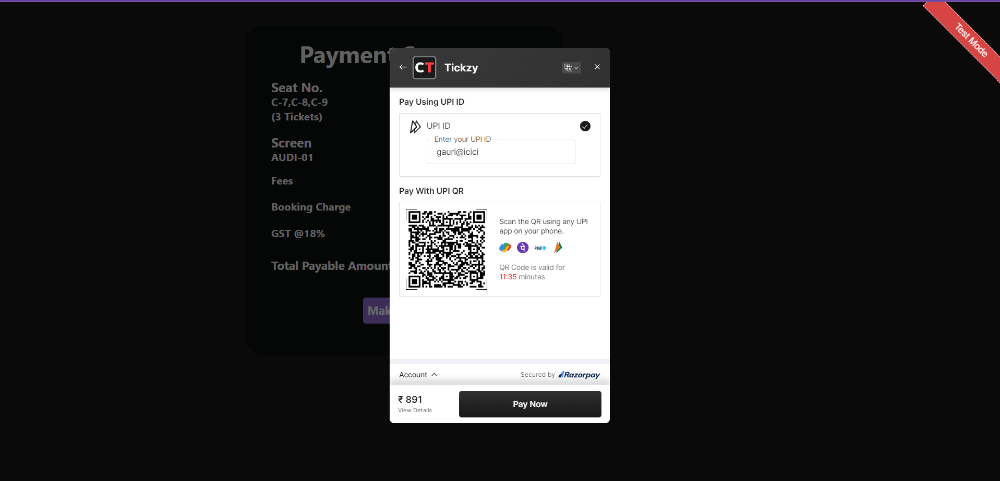 Test Mode
Payment
Seat No.
C-7,C-8,C-9
(3 Tickets)
Screen
AUDI-01
Fees
Booking Charge
GST @18%
Total Payable Amount
Mak
CT Tickzy
Pay Using UPI ID
UPI ID
Enter your UPI ID
gauri@icici
Pay With UPI QR
Scan the QR using any UPI
app on your phone.
पे paytm
QR Code is valid for
11:35 minutes
Account
Secured by Razorpay
₹ 891
View Details
Pay Now